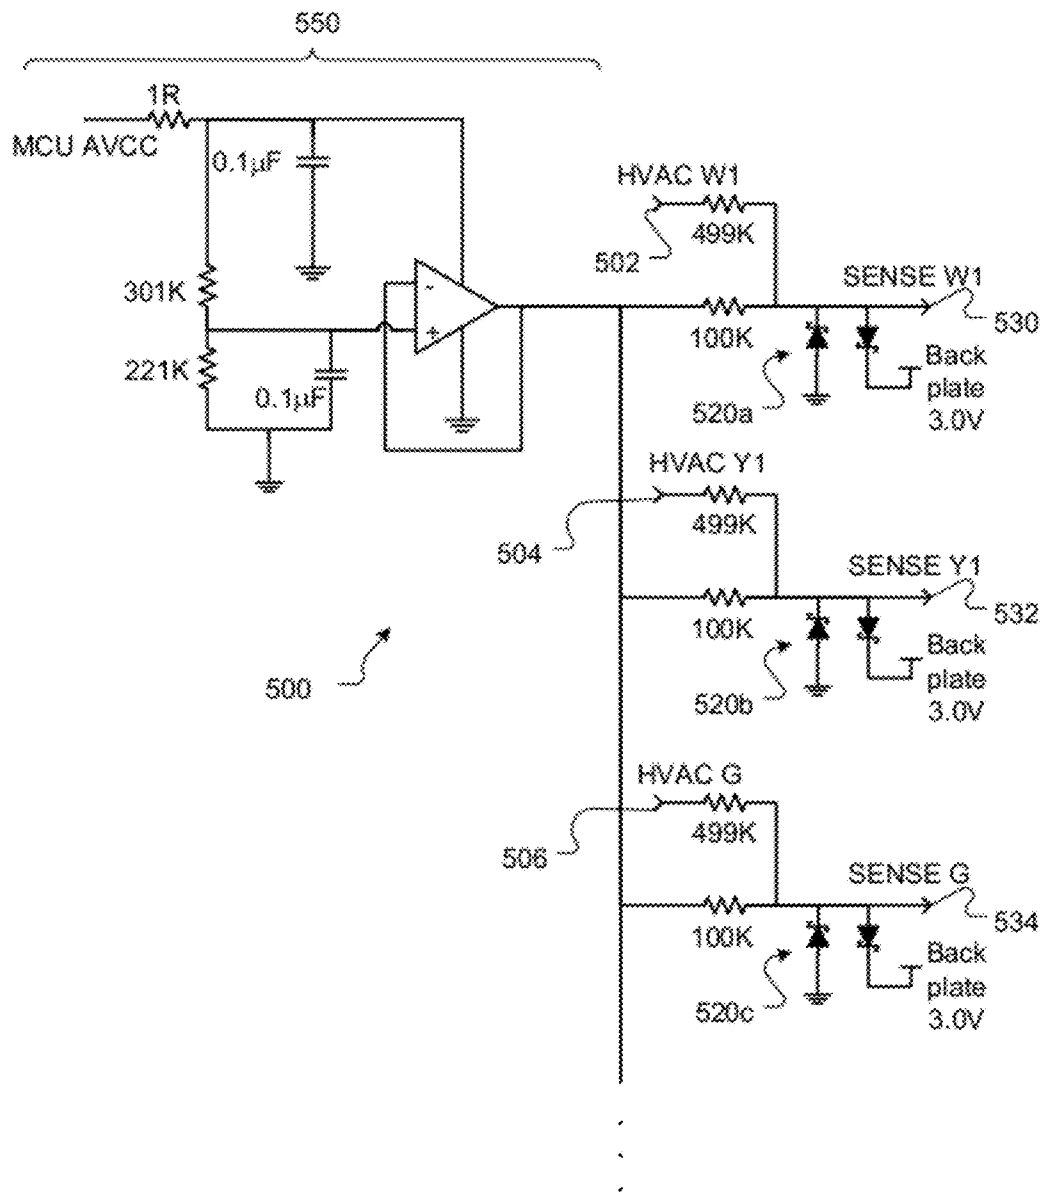 550
1R
MCU AVCC
0.1µF
301K
221K
0.1µF
-
+
HVAC W1
499K
502
SENSE W1
100K
530
520a
Back
plate
3.0V
HVAC Y1
499K
504
SENSE Y1
100K
532
520b
Back
plate
3.0V
500
HVAC G
499K
506
SENSE G
100K
534
520c
Back
plate
3.0V